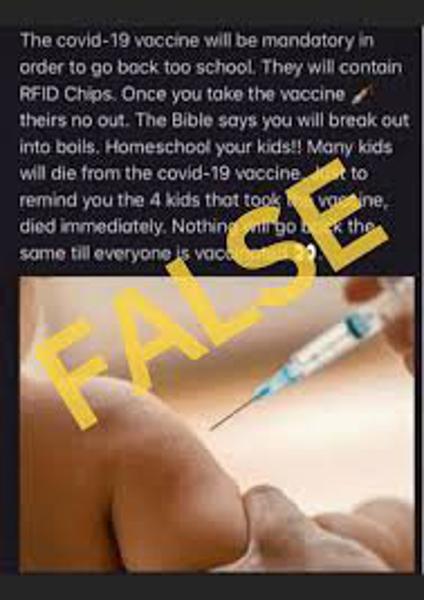 The covid-19 vaccine will be mandatory in
order to go back too school. They will contain
RFID Chips. Once you take the vaccine 💉
theirs no out. The Bible says you will break out
into boils. Homeschool your kids!! Many kids
will die from the covid-19 vaccine. Just to
remind you the 4 kids that took the vaccine,
died immediately. Nothing will go back the
same till everyone is
FALSE